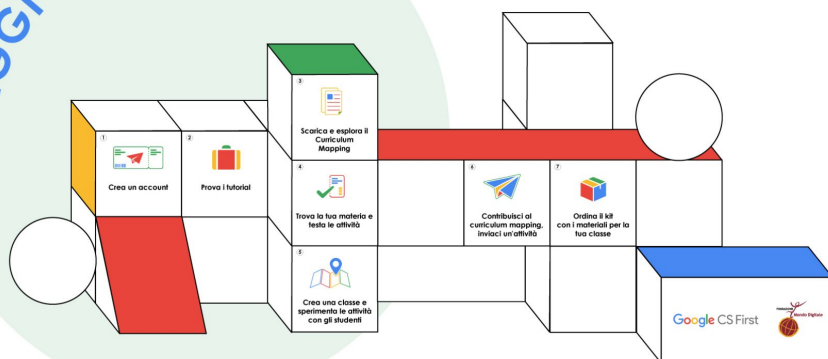 GGI
1
Crea un account
2
Prova i tutorial
3
Scarica e esplora il
Curriculum
Mapping
4
Trova la tua materia e
testa le attività
5
Crea una classe e
sperimenta le attività
con gli studenti
6
Contribuisci al
curriculum mapping,
inviaci un'attività
7
Ordina il kit
con i materiali per la
tua classe
Google CS First
FONDAZIONE
Mondo Digitale